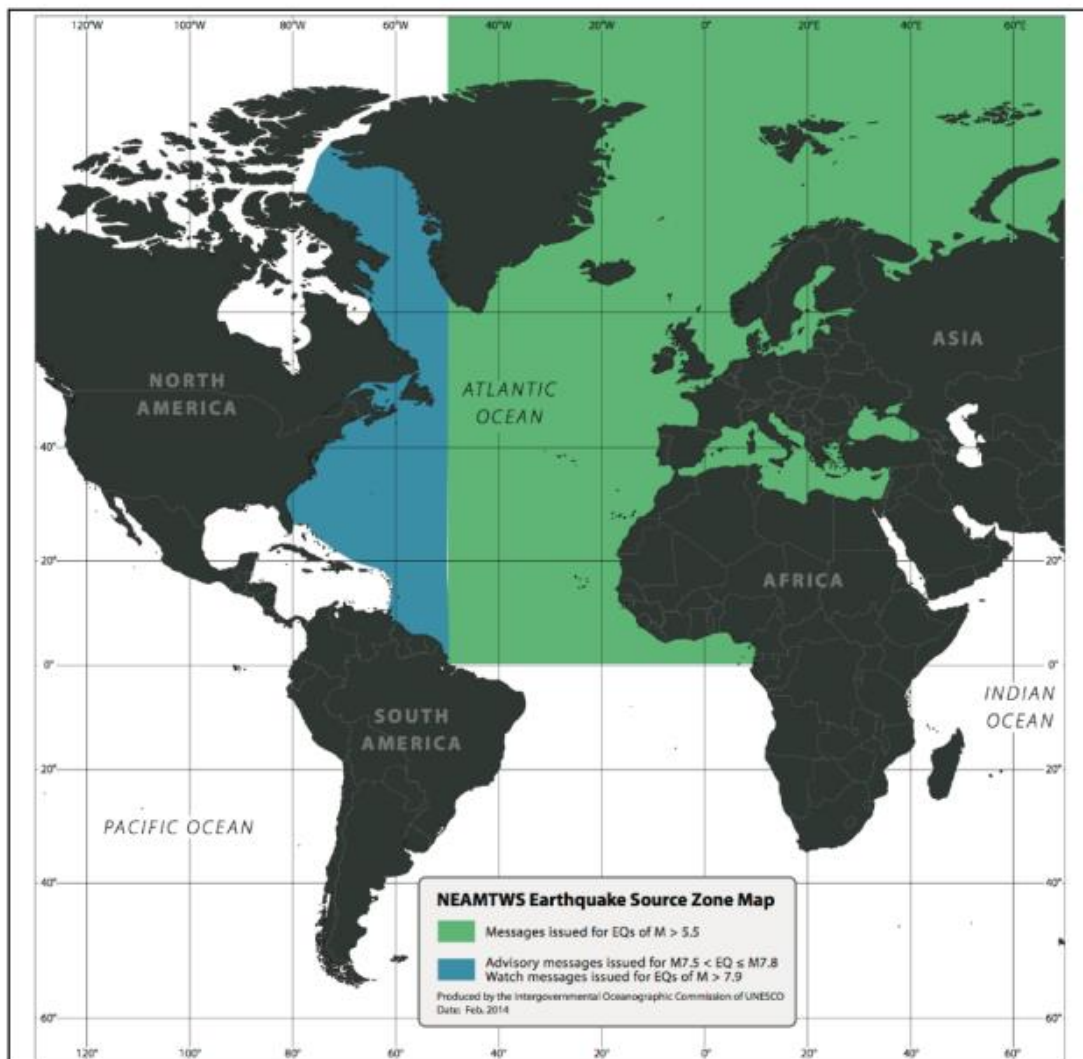 120°W 100°W 80°W 60°W 40°W 20°W 0° 20°E 40°E 60°E
ASIA
NORTH
AMERICA
ATLANTIC
OCEAN
40°
20° 20°
AFRICA
0° 0°
INDIAN
OCEAN
SOUTH
AMERICA
20° 20°
PACIFIC OCEAN
40° 40°
NEAMTWS Earthquake Source Zone Map
Messages issued for EQs of M > 5.5
Advisory messages issued for M7.5 < EQ ≤ M7.8
Watch messages issued for EQs of M > 7.9
Produced by the Intergovernmental Oceanographic Commission of UNESCO
Date: Feb. 2014
60° 60°
120° 100° 80° 60° 40° 20° 0° 20° 40° 60°